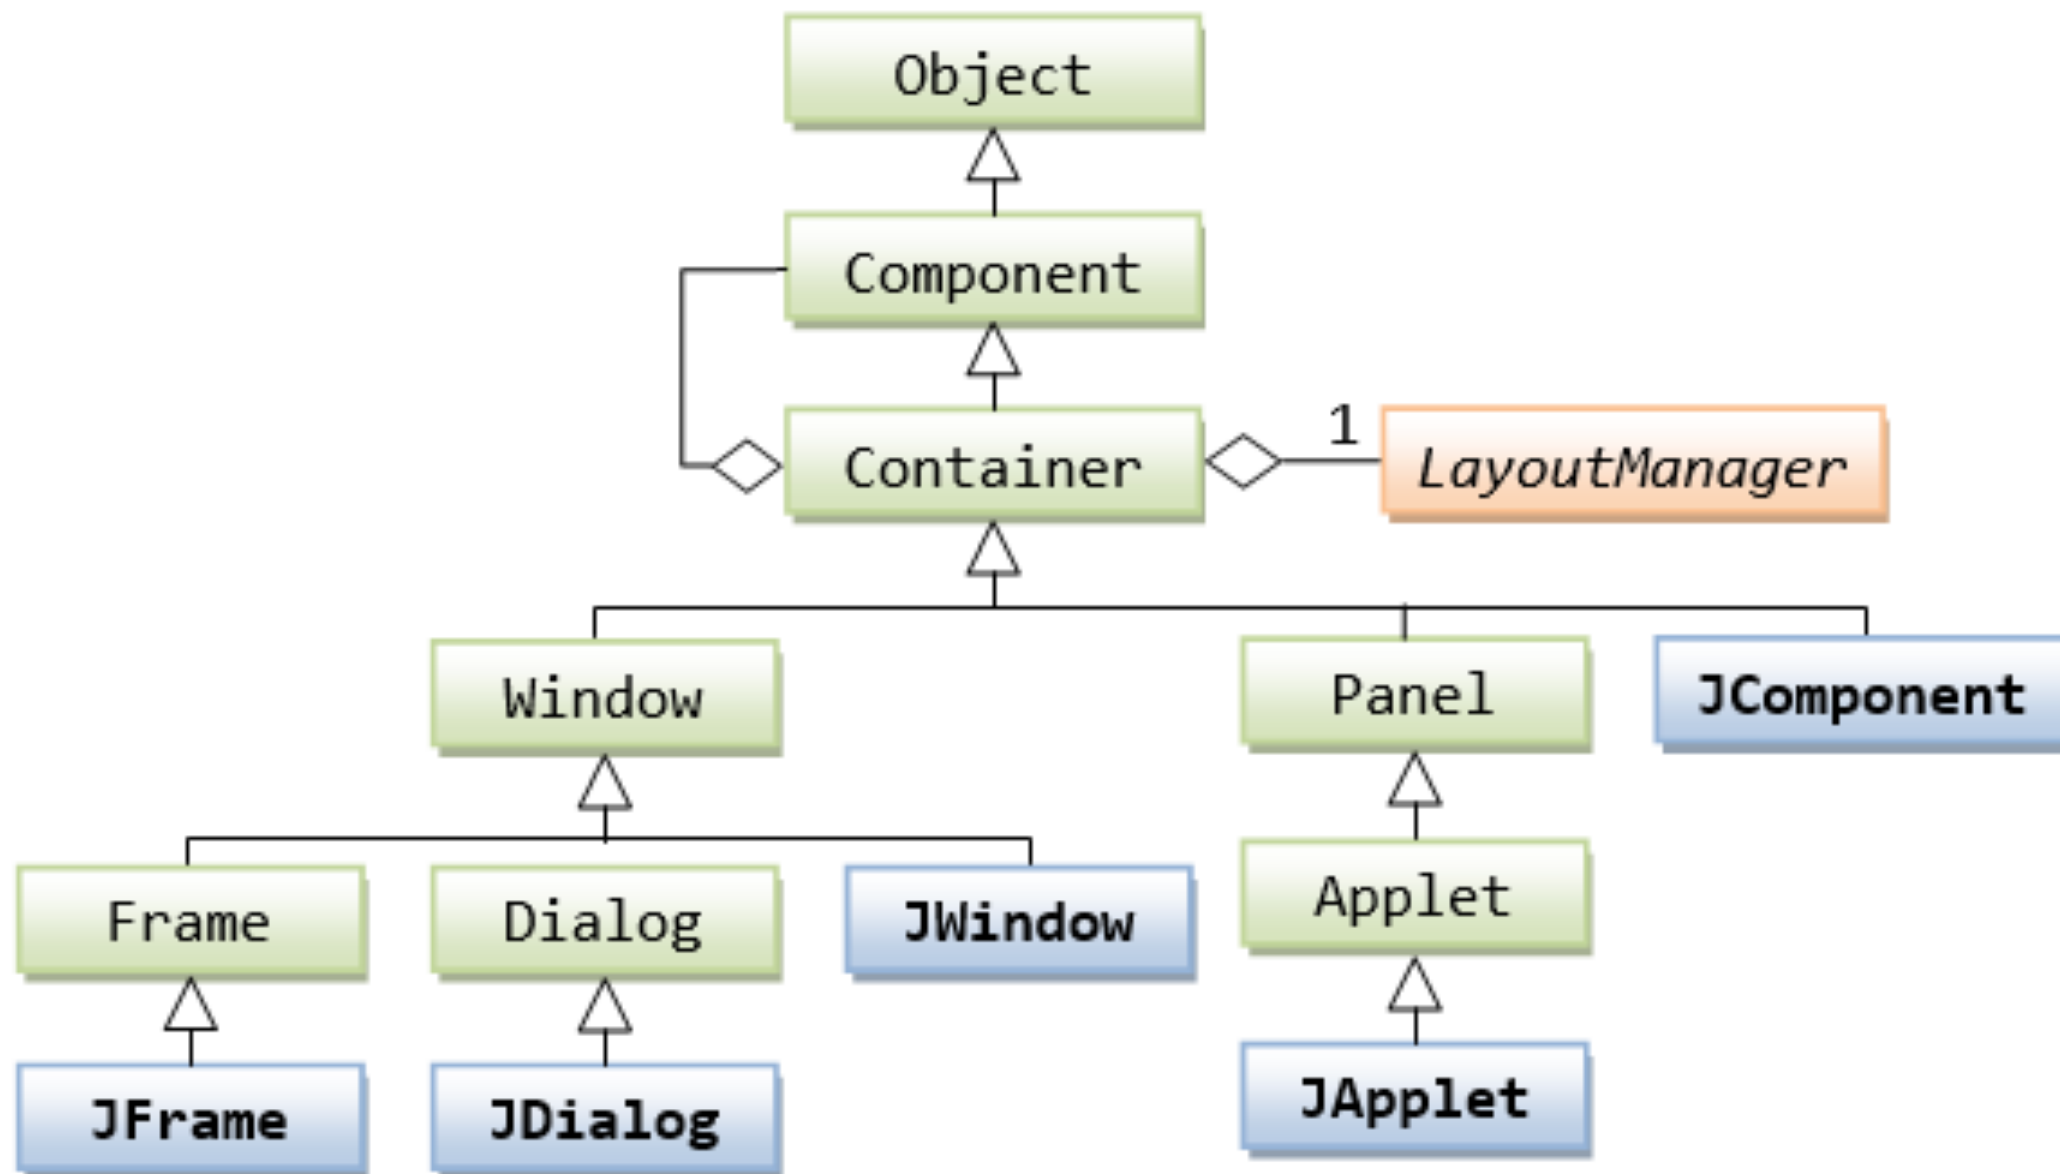 Object
Component
1
Container
LayoutManager
Window
Panel
JComponent
Frame
Dialog
JWindow
Applet
JFrame
JDialog
JApplet